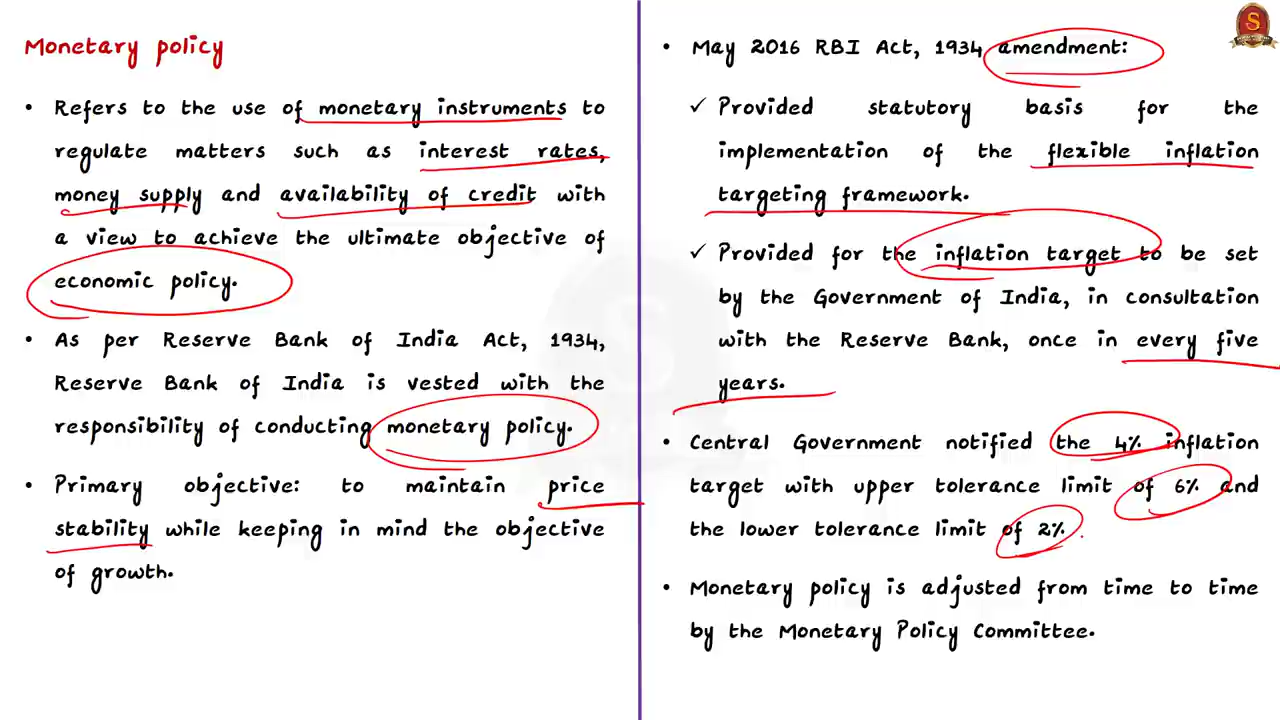 Monetary policy
• Refers to the use of monetary instruments to
regulate matters such as interest rates,
money supply and availability of credit with
a view to achieve the ultimate objective of
economic policy.
• As per Reserve Bank of India Act, 1934,
Reserve Bank of India is vested with the
responsibility of conducting monetary policy.
• Primary objective: to maintain price
stability while keeping in mind the objective
of growth.
• May 2016 RBI Act, 1934 amendment:
✓ Provided statutory basis for the
implementation of the flexible inflation
targeting framework.
✓ Provided for the inflation target to be set
by the Government of India, in consultation
with the Reserve Bank, once in every five
years.
• Central Government notified the 4% inflation
target with upper tolerance limit of 6% and
the lower tolerance limit of 2%
• Monetary policy is adjusted from time to time
by the Monetary Policy Committee.
S